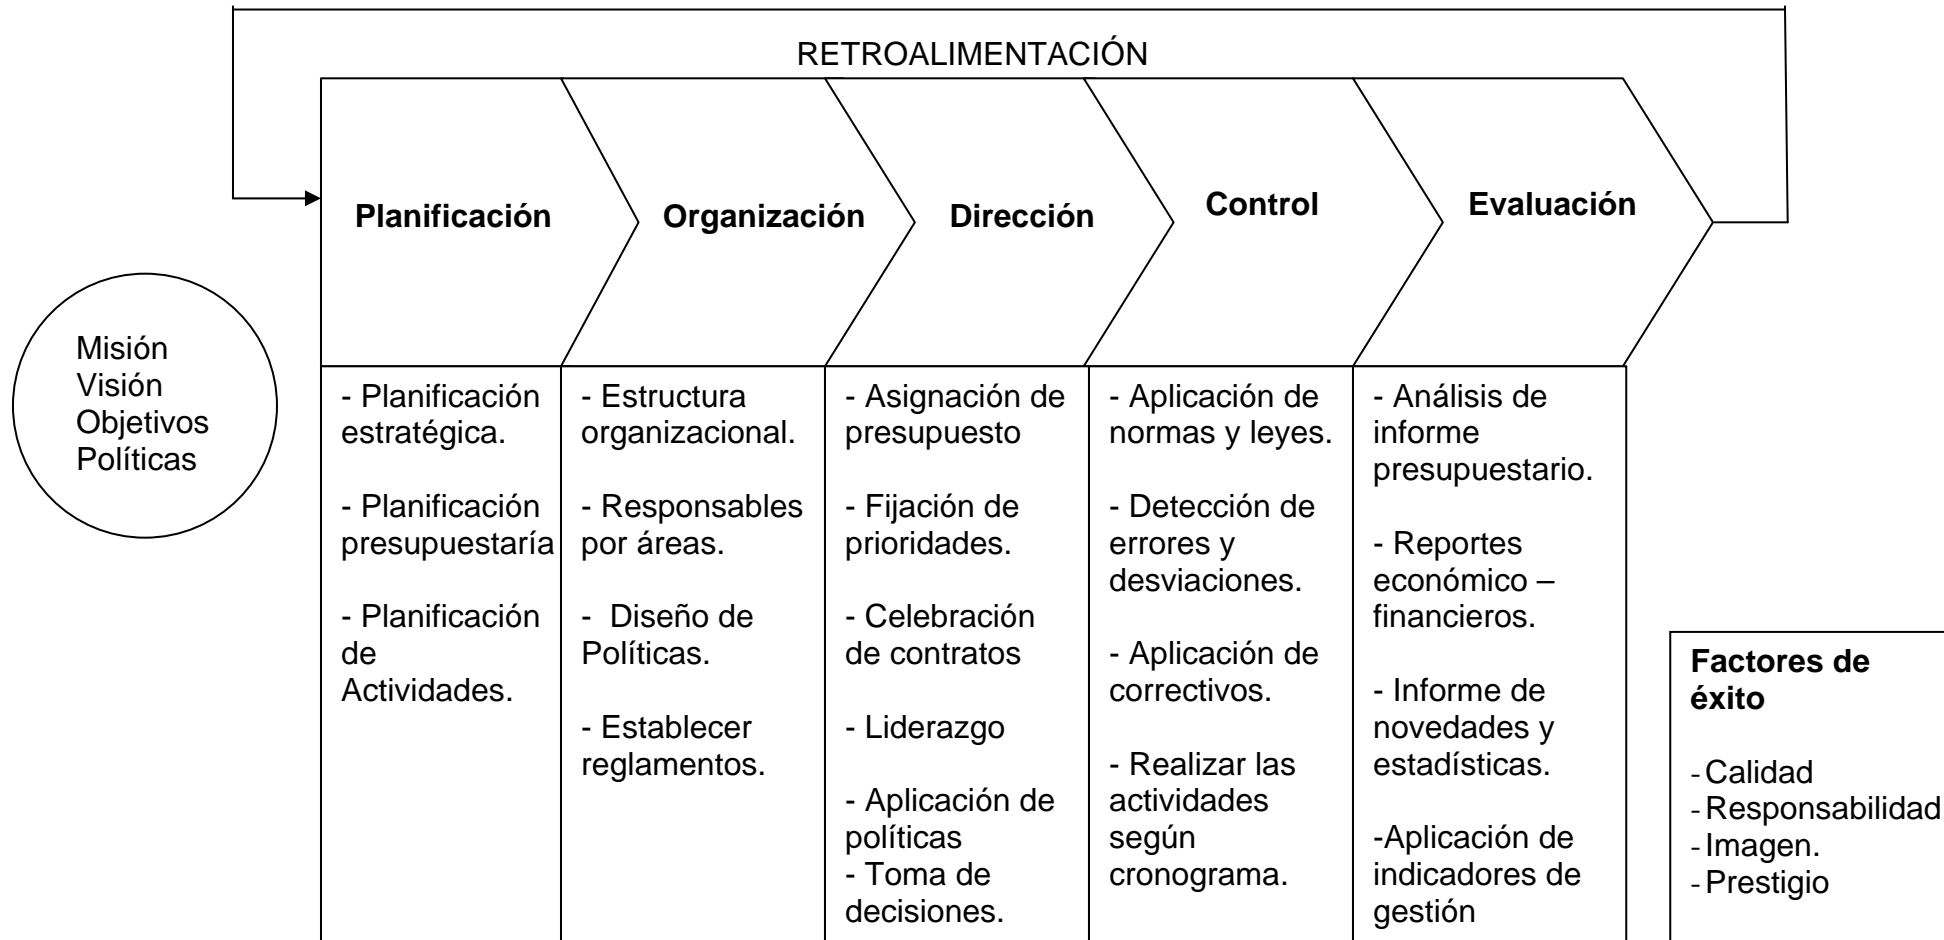 RETROALIMENTACIÓN
Planificación
Organización
Dirección
Control
Evaluación
Misión
Visión
Objetivos
Políticas
- Planificación
estratégica.
- Planificación
presupuestaría
- Planificación
de
Actividades.
- Estructura
organizacional.
- Responsables
por áreas.
- Diseño de
Políticas.
- Establecer
reglamentos.
- Asignación de
presupuesto
- Fijación de
prioridades.
- Celebración
de contratos
- Liderazgo
- Aplicación de
políticas
- Toma de
decisiones.
- Aplicación de
normas y leyes.
- Detección de
errores y
desviaciones.
- Aplicación de
correctivos.
- Realizar las
actividades
según
cronograma.
- Análisis de
informe
presupuestario.
- Reportes
económico –
financieros.
- Informe de
novedades y
estadísticas.
-Aplicación de
indicadores de
gestión
Factores de
éxito
- Calidad
- Responsabilidad
- Imagen.
- Prestigio